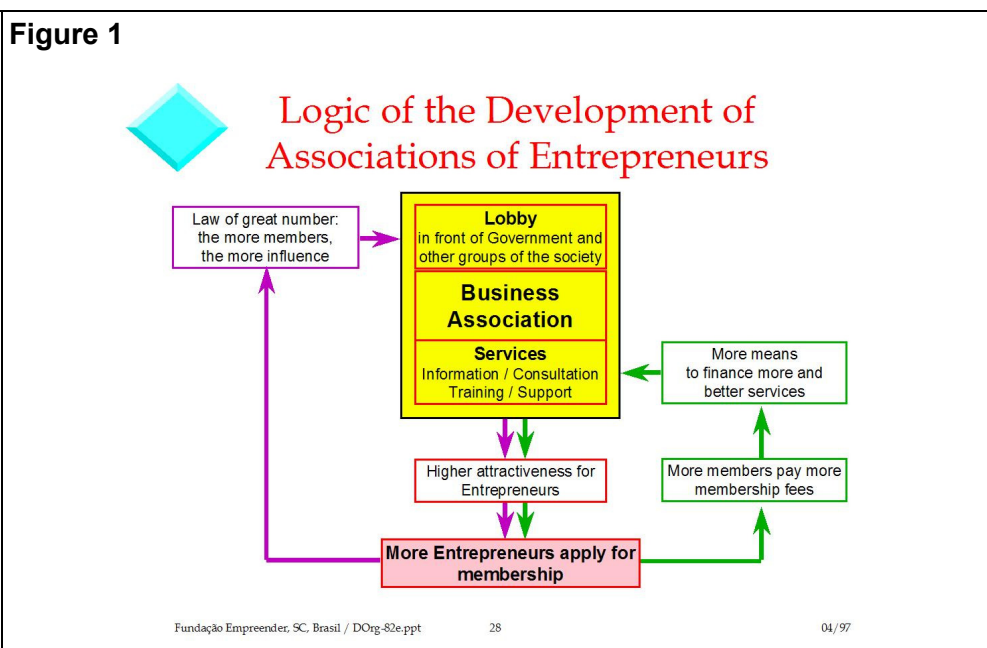 Figure 1
Logic of the Development of
Associations of Entrepreneurs
Law of great number:
the more members,
the more influence
Lobby
in front of Government and
other groups of the society
Business
Association
Services
Information / Consultation
Training / Support
More means
to finance more and
better services
Higher attractiveness for
Entrepreneurs
More members pay more
membership fees
More Entrepreneurs apply for
membership
Fundação Empreender, SC, Brasil / DOrg-82e.ppt
28
04/97